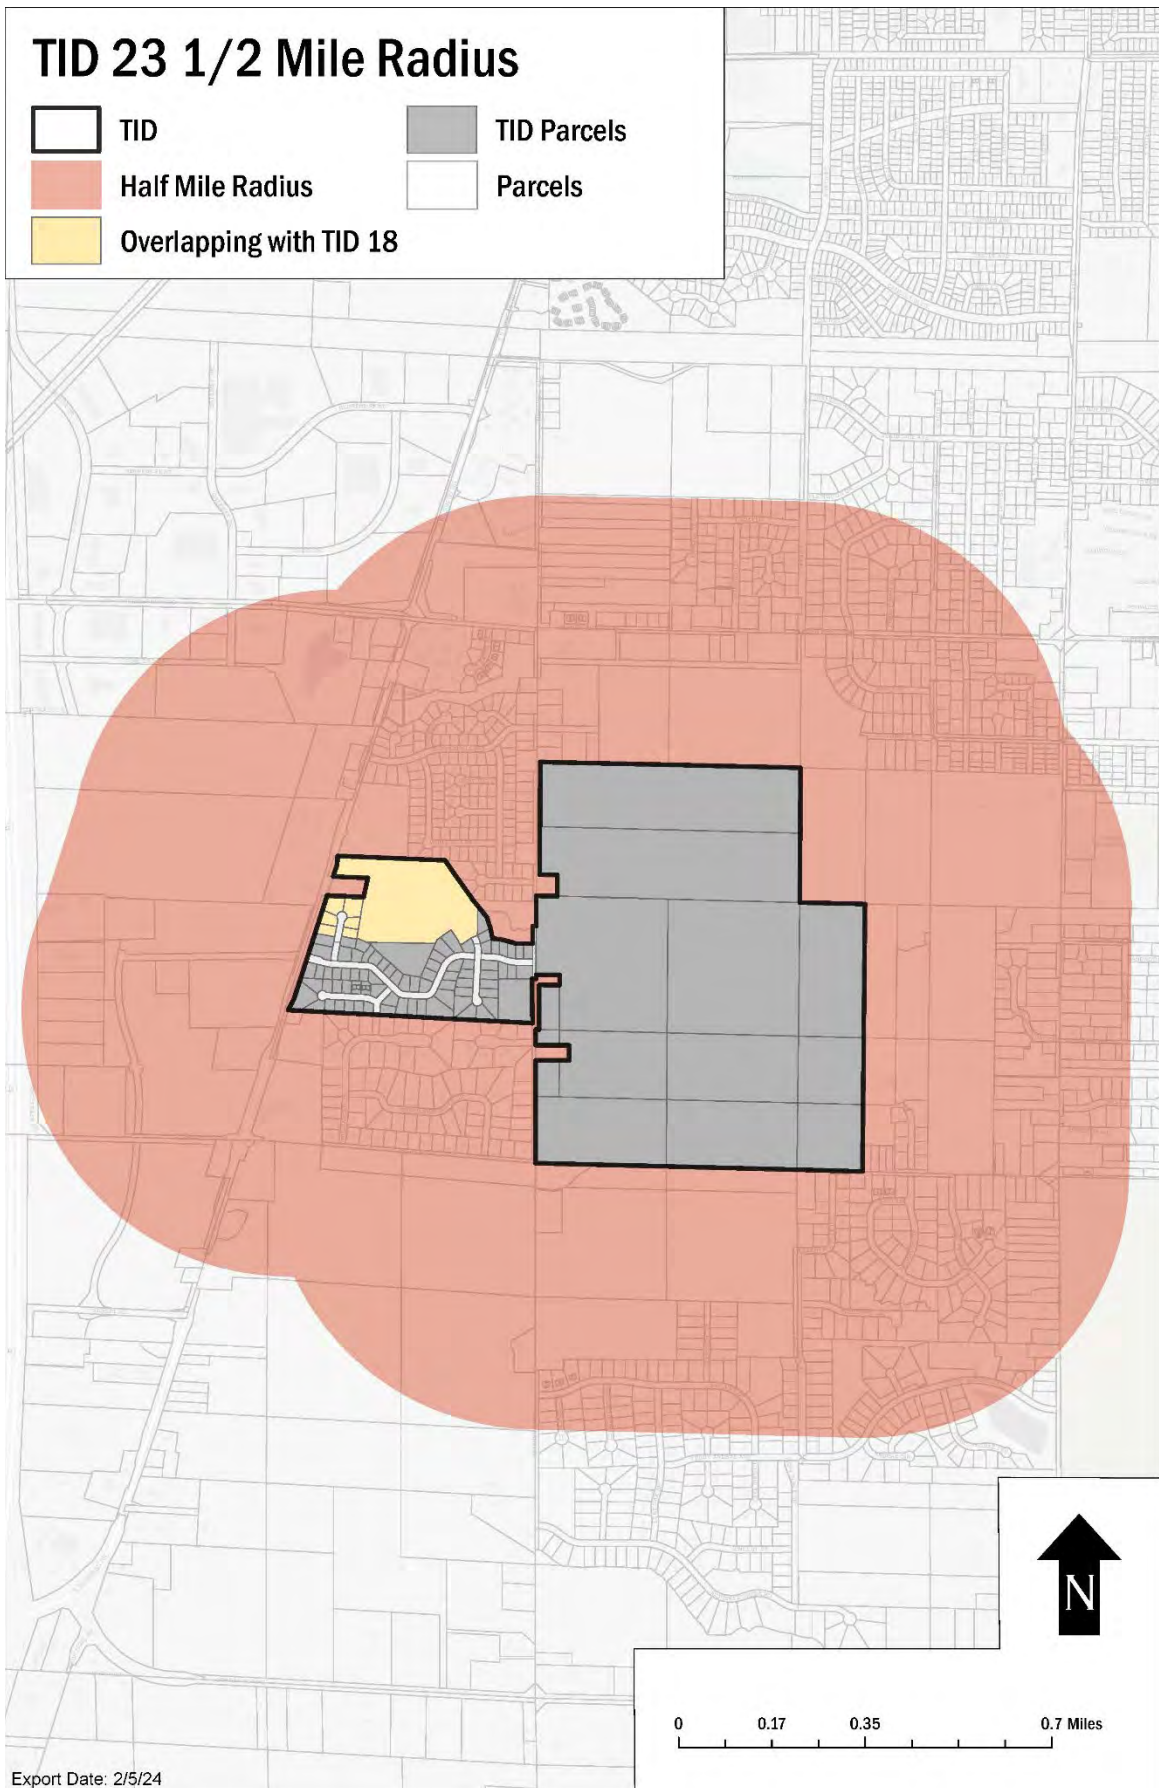 TID 23 1/2 Mile Radius
TID
TID Parcels
Half Mile Radius
Parcels
Overlapping with TID 18
N
0 0.17 0.35 0.7 Miles
Export Date: 2/5/24